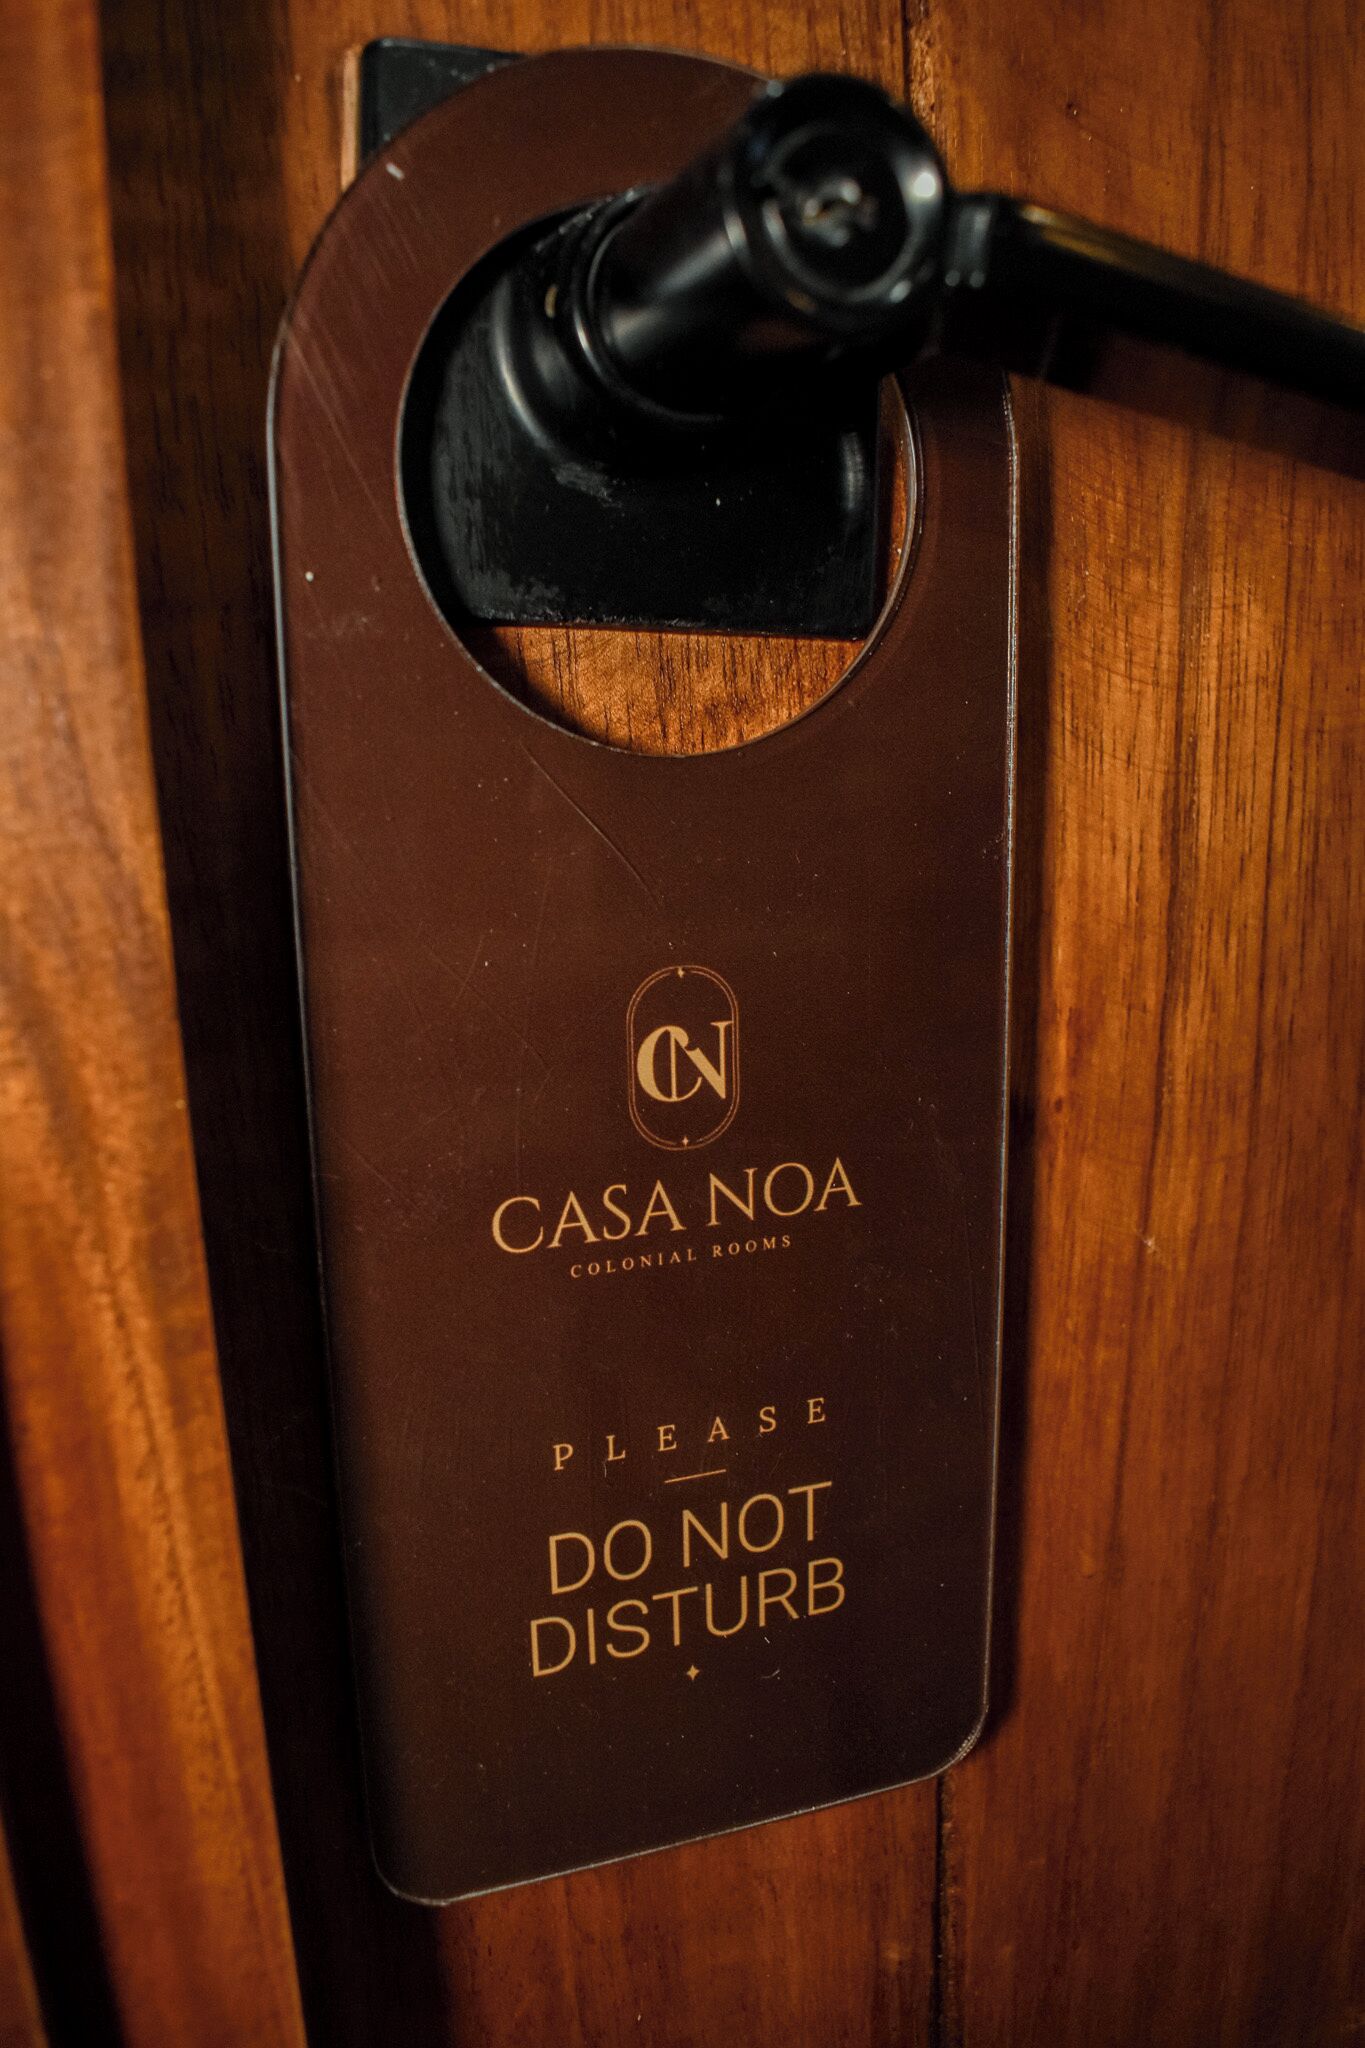 CN
CASA NOA
COLONIAL ROOMS
PLEASE
DO NOT
DISTURB